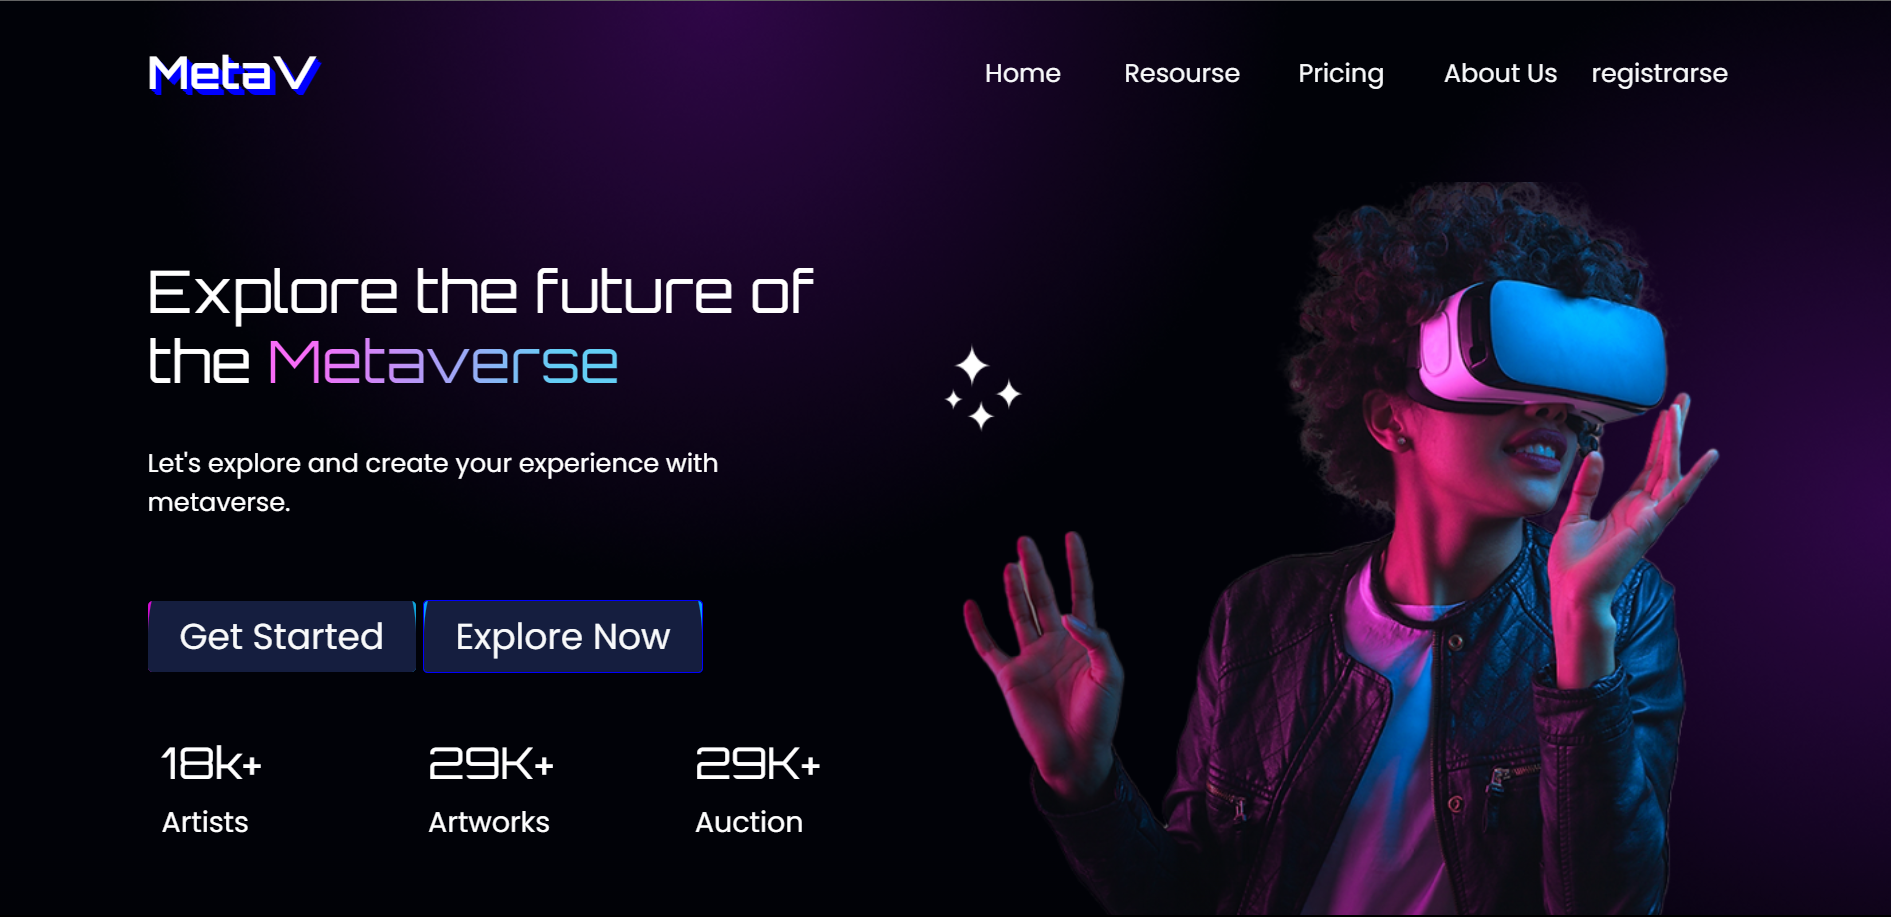 MetaV
Home Resourse Pricing About Us registrarse
Explore the future of
the Metaverse
Let's explore and create your experience with
metaverse.
Get Started Explore Now
18k+ 29K+ 29K+
Artists Artworks Auction